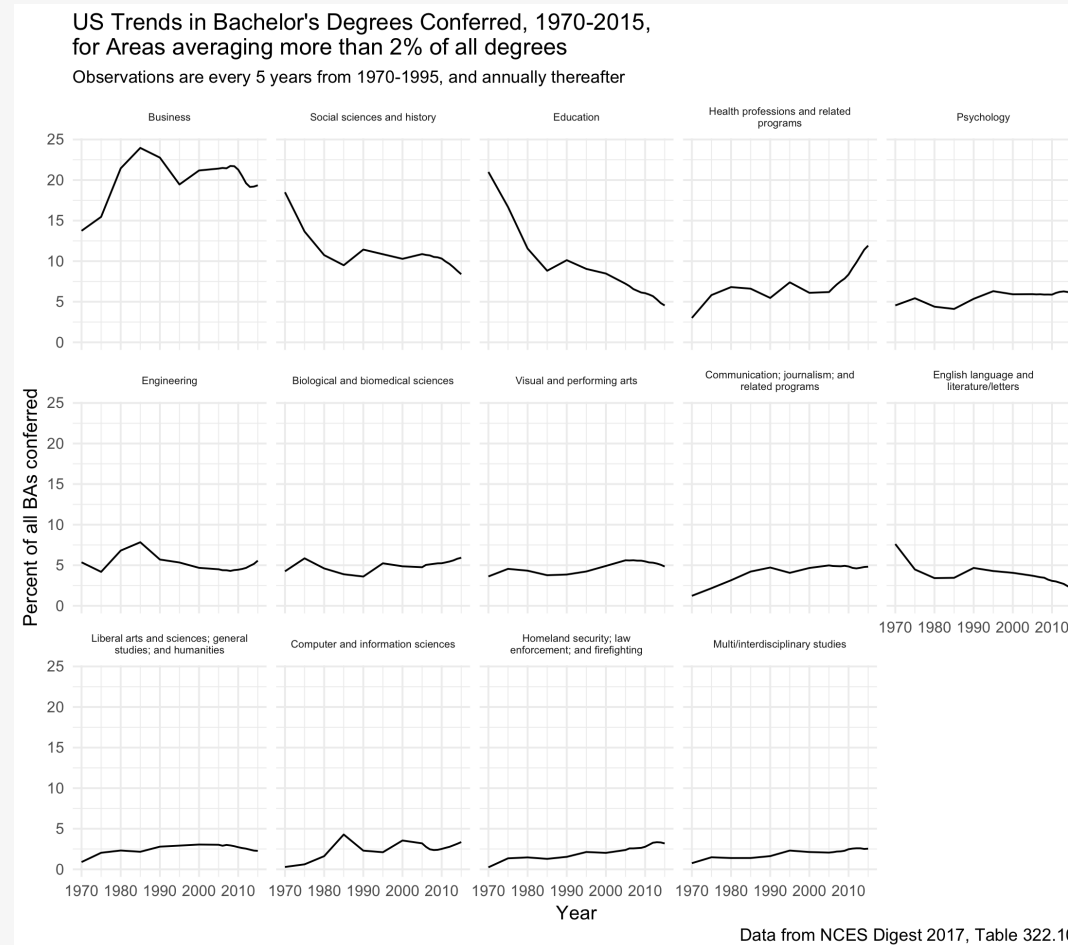 US Trends in Bachelor's Degrees Conferred, 1970-2015,
for Areas averaging more than 2% of all degrees
Observations are every 5 years from 1970-1995, and annually thereafter
Business
Social sciences and history
Education
Health professions and related
programs
Psychology
25
20
15
10
5
0
Engineering
Biological and biomedical sciences
Visual and performing arts
Communication; journalism; and
related programs
English language and
literature/letters
25
20
15
10
5
0
1970 1980 1990 2000 2010
Percent of all BAs conferred
Liberal arts and sciences; general
studies; and humanities
Computer and information sciences
Homeland security; law
enforcement; and firefighting
Multi/interdisciplinary studies
25
20
15
10
5
0
1970 1980 1990 2000 2010
1970 1980 1990 2000 2010
1970 1980 1990 2000 2010
1970 1980 1990 2000 2010
Year
Data from NCES Digest 2017, Table